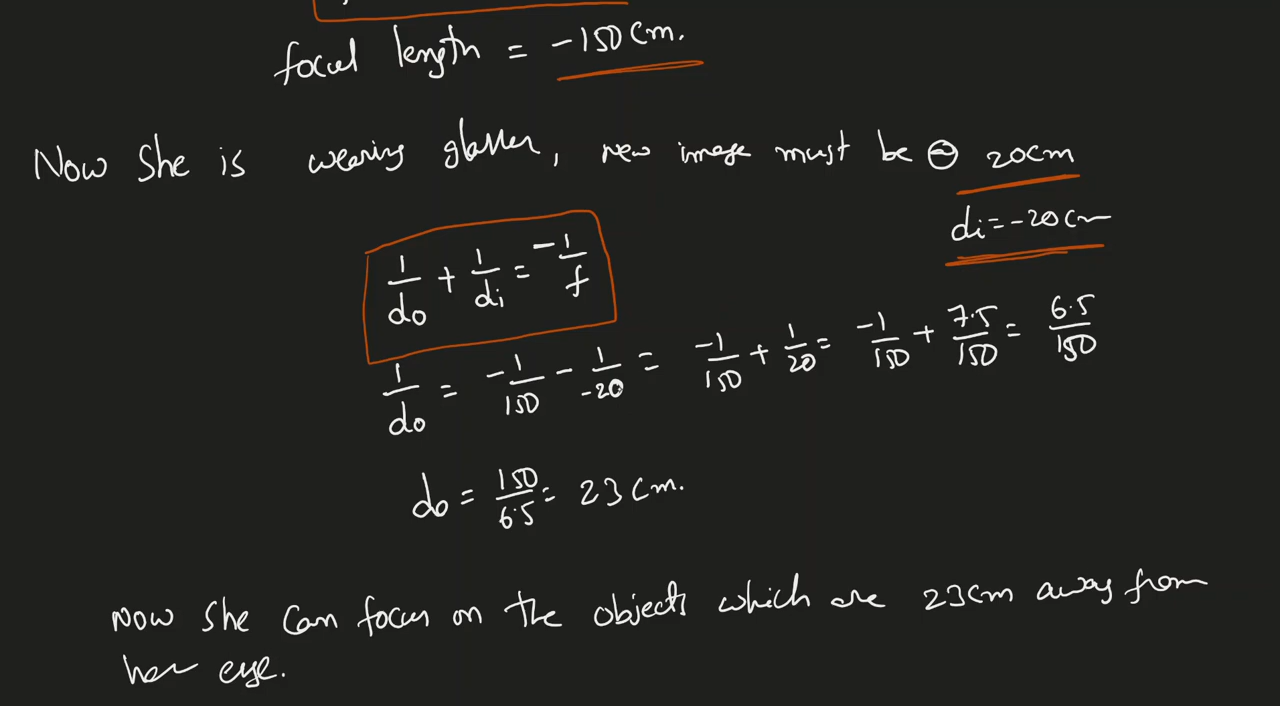 focal length = -150 cm.
Now She is wearing glasses, new image must be ⊖ 20cm
di = -20 cm
1/do + 1/di = -1/f
1/do = -1/150 - 1/-20 = -1/150 + 1/20 = -1/150 + 7.5/150 = 6.5/150
do = 150/6.5 = 23 cm.
Now She can focus on the objects which are 23cm away from
her eye.